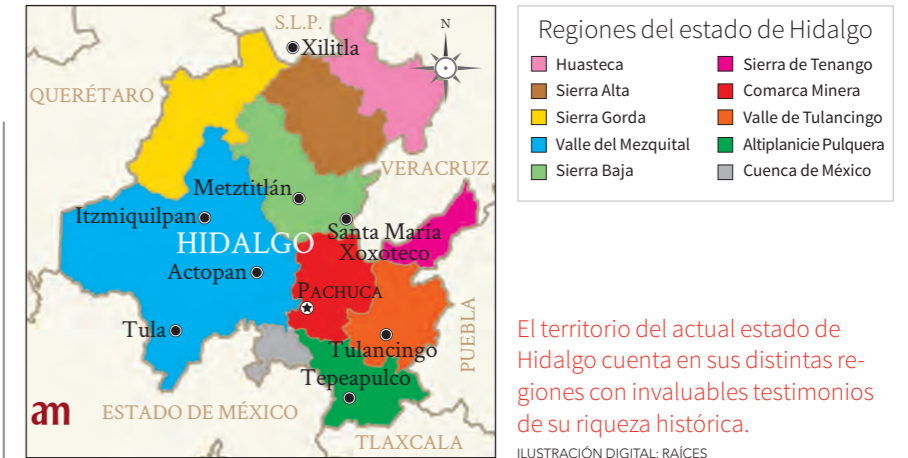 S.L.P.
N
Xilitla
QUERÉTARO
VERACRUZ
Metztitlán
Itzmiquilpan
Santa María
Xoxoteco
HIDALGO
Actopan
PACHUCA
Tula
Tulancingo
PUEBLA
Tepeapulco
am
ESTADO DE MÉXICO
TLAXCALA
Regiones del estado de Hidalgo
Huasteca
Sierra Alta
Sierra Gorda
Valle del Mezquital
Sierra Baja
Sierra de Tenango
Comarca Minera
Valle de Tulancingo
Altiplanicie Pulquera
Cuenca de México
El territorio del actual estado de
Hidalgo cuenta en sus distintas re-
giones con invaluables testimonios
de su riqueza histórica.
ILUSTRACIÓN DIGITAL: RAÍCES